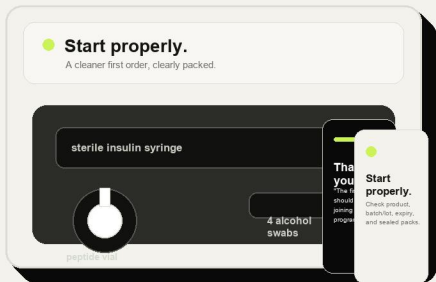 Start properly.
A cleaner first order, clearly packed.
sterile insulin syringe
4 alcohol
swabs
peptide vial
Tha
you
"The fi
should
joining
progra
Start
properly.
Check product,
batch/lot, expiry,
and sealed packs.